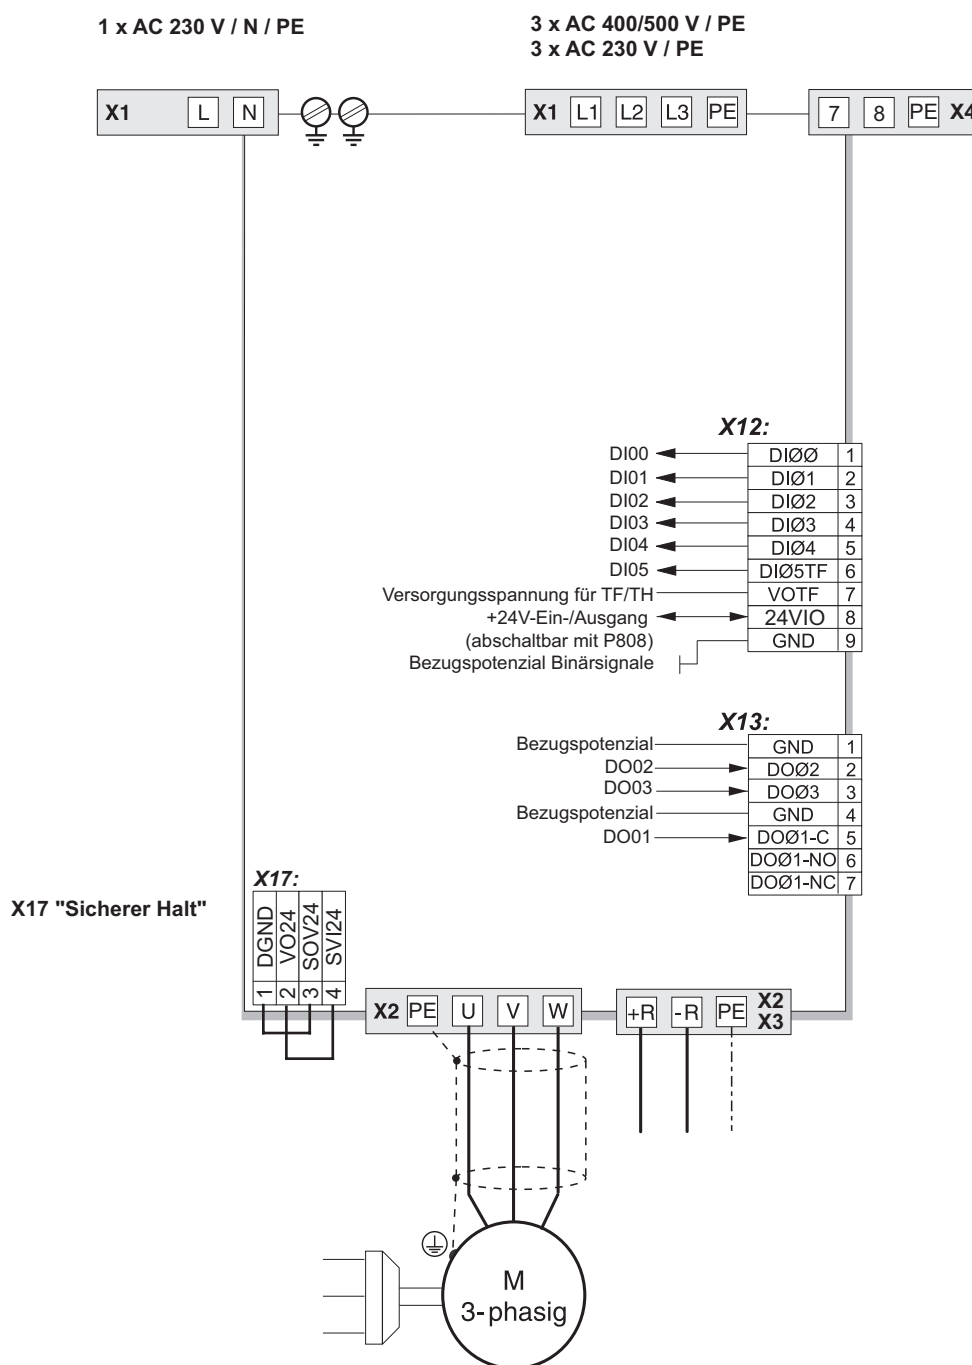 1 x AC 230 V / N / PE
3 x AC 400/500 V / PE
3 x AC 230 V / PE
X1 L N
X1 L1 L2 L3 PE
7 8 PE X4
X12:
DI00 DIØØ 1
DI01 DIØ1 2
DI02 DIØ2 3
DI03 DIØ3 4
DI04 DIØ4 5
DI05 DIØ5TF 6
Versorgungsspannung für TF/TH VOTF 7
+24V-Ein-/Ausgang 24VIO 8
(abschaltbar mit P808) GND 9
Bezugspotenzial Binärsignale
X13:
Bezugspotenzial GND 1
DO02 DOØ2 2
DO03 DOØ3 3
Bezugspotenzial GND 4
DO01 DOØ1-C 5
DOØ1-NO 6
DOØ1-NC 7
X17:
X17 "Sicherer Halt"
DGND
VO24
SOV24
SVI24
1 2 3 4
X2 PE U V W
+R -R PE X2
X3
M
3-phasig